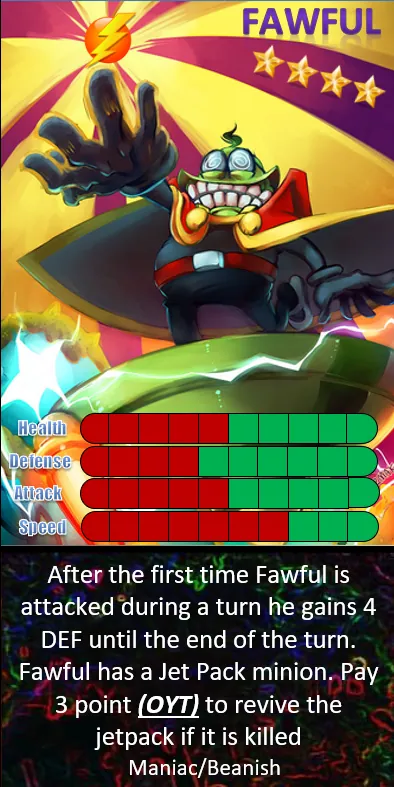 FAWFUL
Health
Defense
Attack
Speed
After the first time Fawful is
attacked during a turn he gains 4
DEF until the end of the turn.
Fawful has a Jet Pack minion. Pay
3 point (OYT) to revive the
jetpack if it is killed
Maniac/Beanish